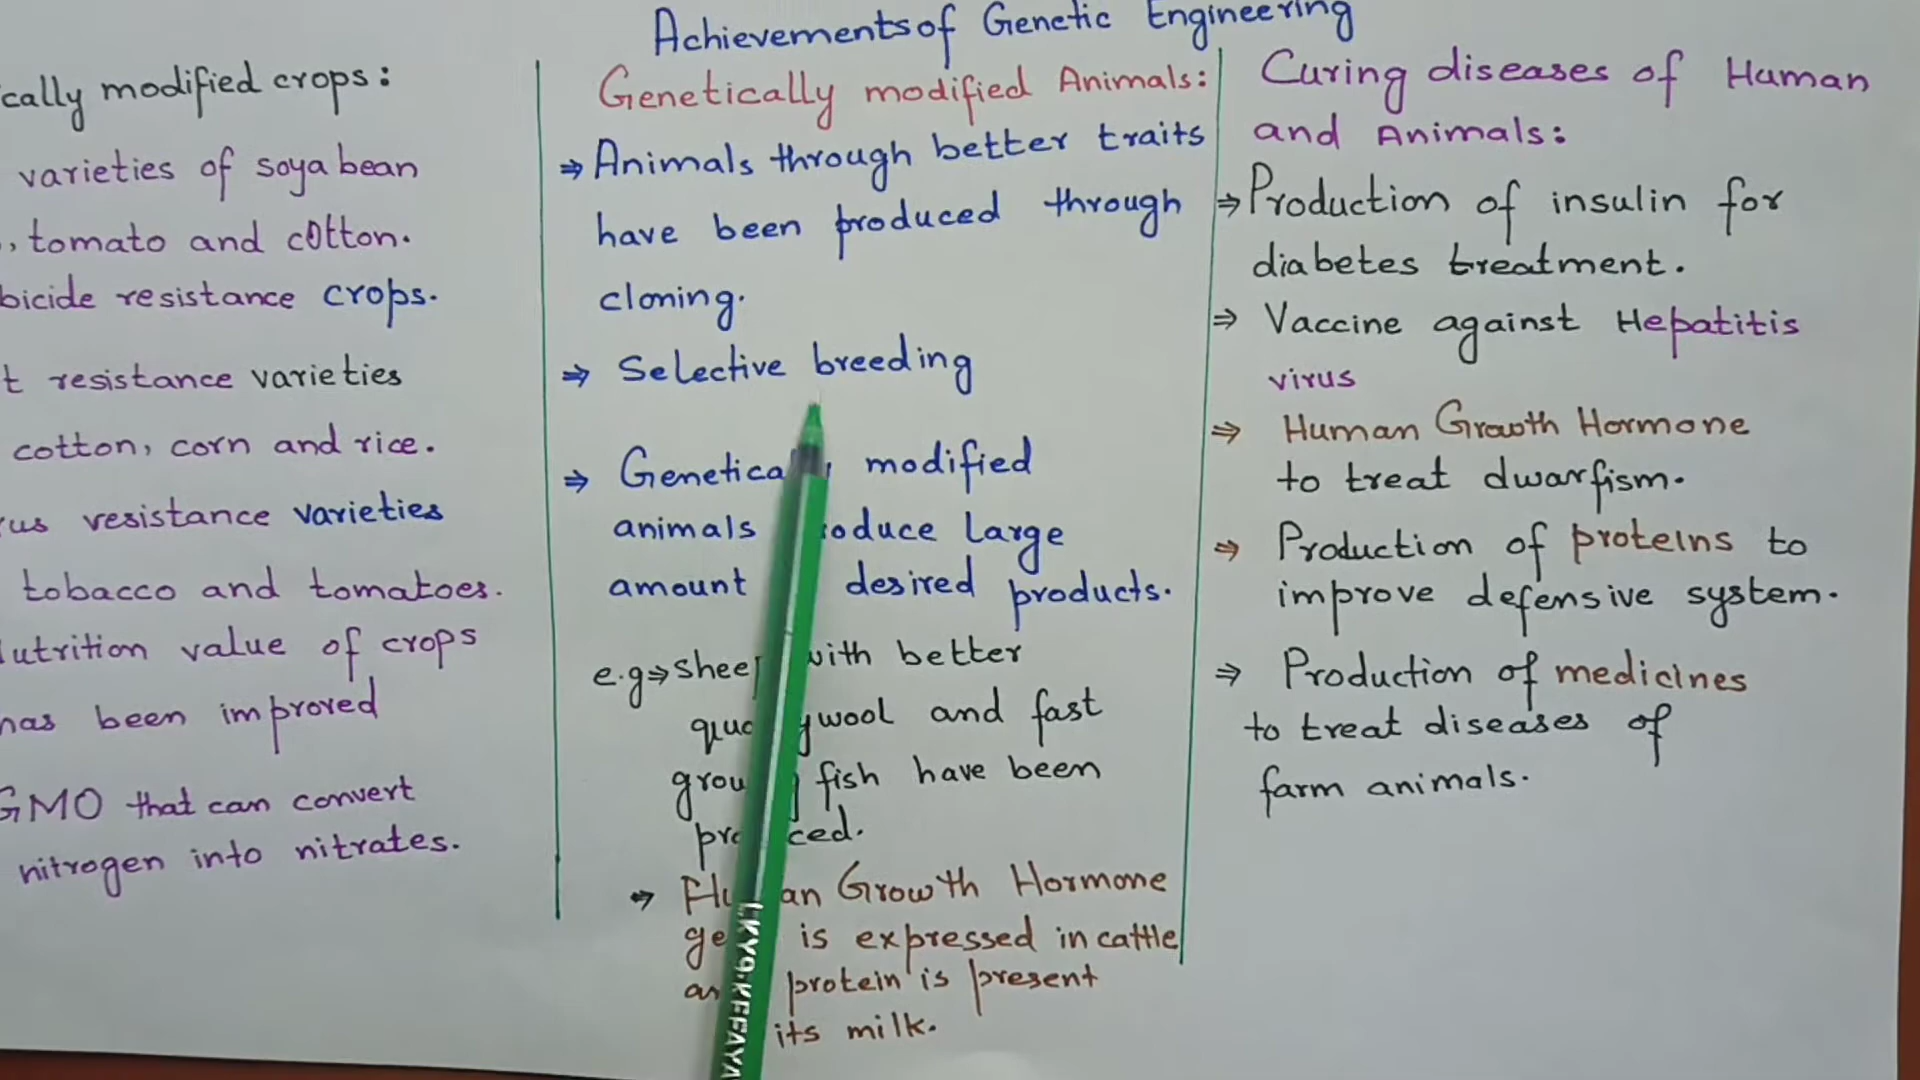 Achievements of Genetic Engineering
cally modified crops:
varieties of soya bean
, tomato and cotton.
bicide resistance crops.
t resistance varieties
cotton, corn and rice.
us resistance varieties
tobacco and tomatoes.
utrition value of crops
has been improved
GMO that can convert
nitrogen into nitrates.
Genetically modified Animals:
⇒ Animals through better traits
have been produced through
cloning.
⇒ Selective breeding
⇒ Genetica modified
animals oduce large
amount desired products.
e.g⇒ sheep with better
wool and fast
fish have been
ced.
⇒ an Growth Hormone
ge is expressed in cattle
protein is present
its milk.
Curing diseases of Human
and Animals:
⇒ Production of insulin for
diabetes treatment.
⇒ Vaccine against Hepatitis
virus
⇒ Human Growth Hormone
to treat dwarfism.
⇒ Production of proteins to
improve defensive system.
⇒ Production of medicines
to treat diseases of
farm animals.